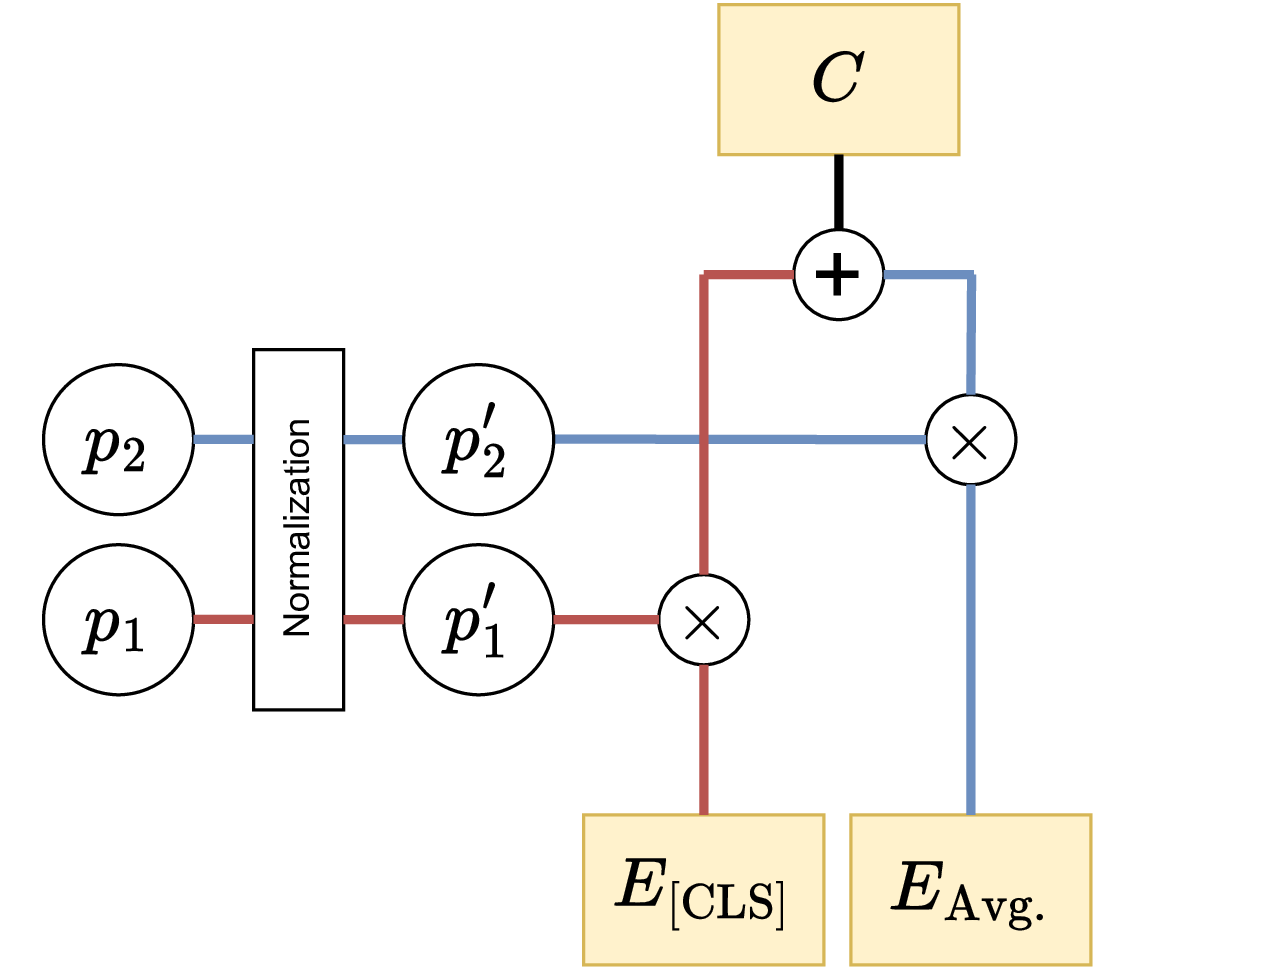 C
+
p₂
Normalization
p′₂
×
p₁
p′₁
×
E[CLS]
EAvg.